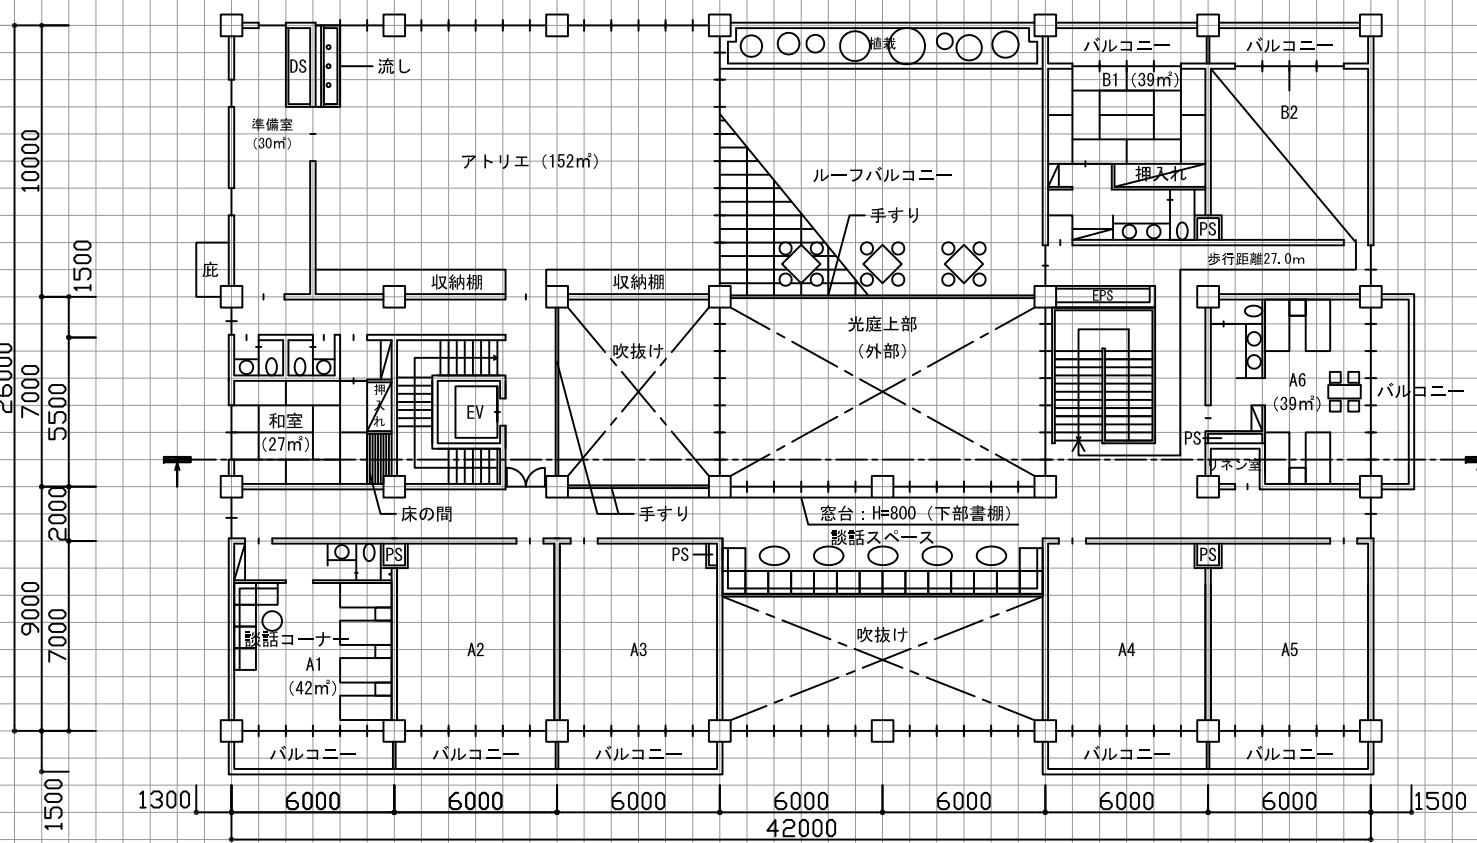 バルコニー
バルコニー
植栽
DS
流し
B1 (39㎡)
B2
準備室
(30㎡)
アトリエ (152㎡)
ルーフバルコニー
押入れ
手すり
PS
10000
1500
庇
収納棚
収納棚
歩行距離27.0m
EPS
光庭上部
(外部)
吹抜け
26000
7000
5500
和室
(27㎡)
押入れ
EV
A6
(39㎡)
バルコニー
PS
リネン室
床の間
手すり
窓台：H=800 (下部書棚)
談話スペース
2000
PS
PS
PS
9000
7000
談話コーナー
A1
(42㎡)
A2
A3
吹抜け
A4
A5
バルコニー
バルコニー
バルコニー
バルコニー
バルコニー
1500
1300
6000
6000
6000
6000
6000
6000
6000
1500
42000